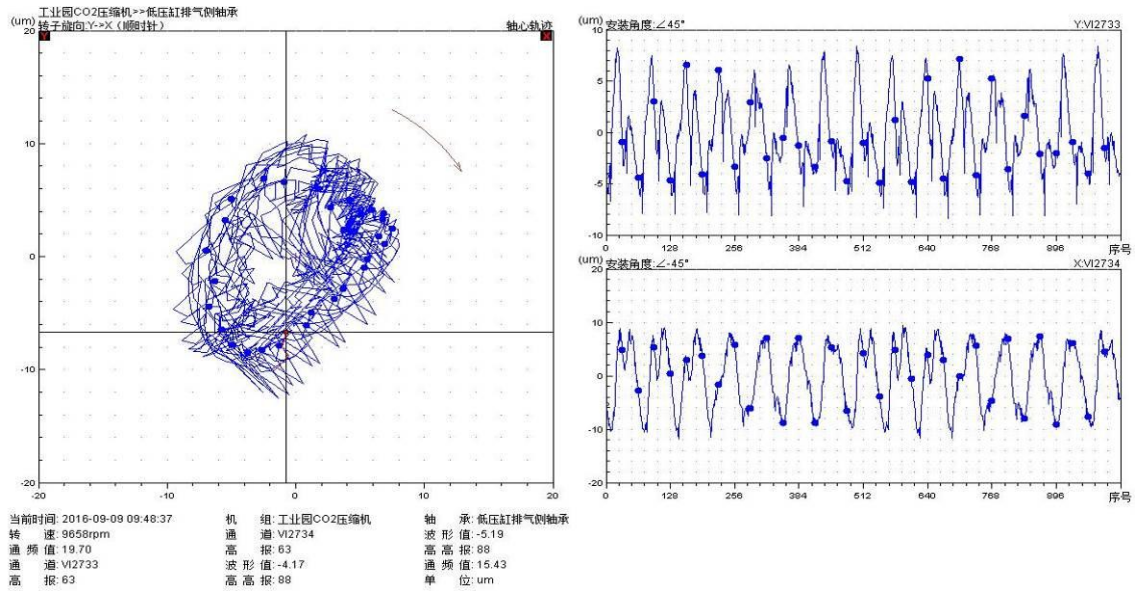 工业园CO2压缩机>>低压缸排气侧轴承
(um) 转子旋向:Y->X（顺时针） 轴心轨迹
Y X
20
10
0
-10
-20
-20 -10 0 10 20
(um) 安装角度:∠45° Y:VI2733
10
5
0
-5
-10
0 128 256 384 512 640 768 896 序号
(um) 安装角度:∠-45° X:VI2734
20
10
0
-10
-20
0 128 256 384 512 640 768 896 序号
当前时间: 2016-09-09 09:48:37 机 组: 工业园CO2压缩机 轴 承: 低压缸排气侧轴承
转 速: 9658rpm 通 道: VI2734 波 形 值: -5.19
通 频 值: 19.70 高 报: 63 高 高 报: 88
通 道: VI2733 波 形 值: -4.17 通 频 值: 15.43
高 报: 63 高 高 报: 88 单 位: um